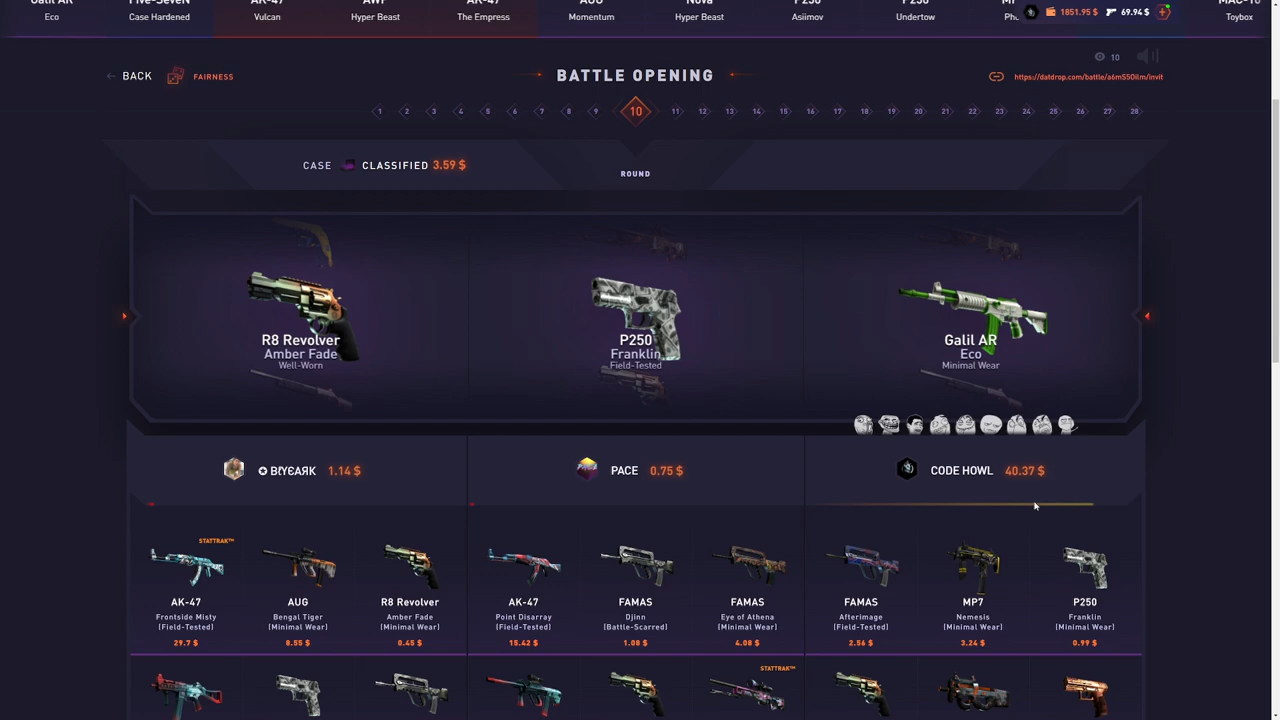 Galil AR
Eco
Five-SeveN
Case Hardened
AK-47
Vulcan
AWP
Hyper Beast
AK-47
The Empress
AUG
Momentum
Nova
Hyper Beast
P250
Asiimov
P250
Undertow
1851.95 $
69.94 $
MAC-10
Toybox
BACK
FAIRNESS
BATTLE OPENING
10
https://datdrop.com/battle/a6m550ilm/invit
1 2 3 4 5 6 7 8 9 10 11 12 13 14 15 16 17 18 19 20 21 22 23 24 25 26 27 28
CASE CLASSIFIED 3.59 $
ROUND
R8 Revolver
Amber Fade
Well-Worn
P250
Franklin
Field-Tested
Galil AR
Eco
Minimal Wear
1.14 $
PACE 0.75 $
CODE HOWL 40.37 $
STATTRAK™
AK-47
Frontside Misty
(Field-Tested)
29.7 $
AUG
Bengal Tiger
(Minimal Wear)
8.55 $
R8 Revolver
Amber Fade
(Minimal Wear)
0.45 $
AK-47
Point Disarray
(Field-Tested)
15.42 $
FAMAS
Djinn
(Battle-Scarred)
1.08 $
FAMAS
Eye of Athena
(Minimal Wear)
4.08 $
FAMAS
Afterimage
(Field-Tested)
2.56 $
MP7
Nemesis
(Minimal Wear)
3.24 $
P250
Franklin
(Minimal Wear)
0.99 $
STATTRAK™